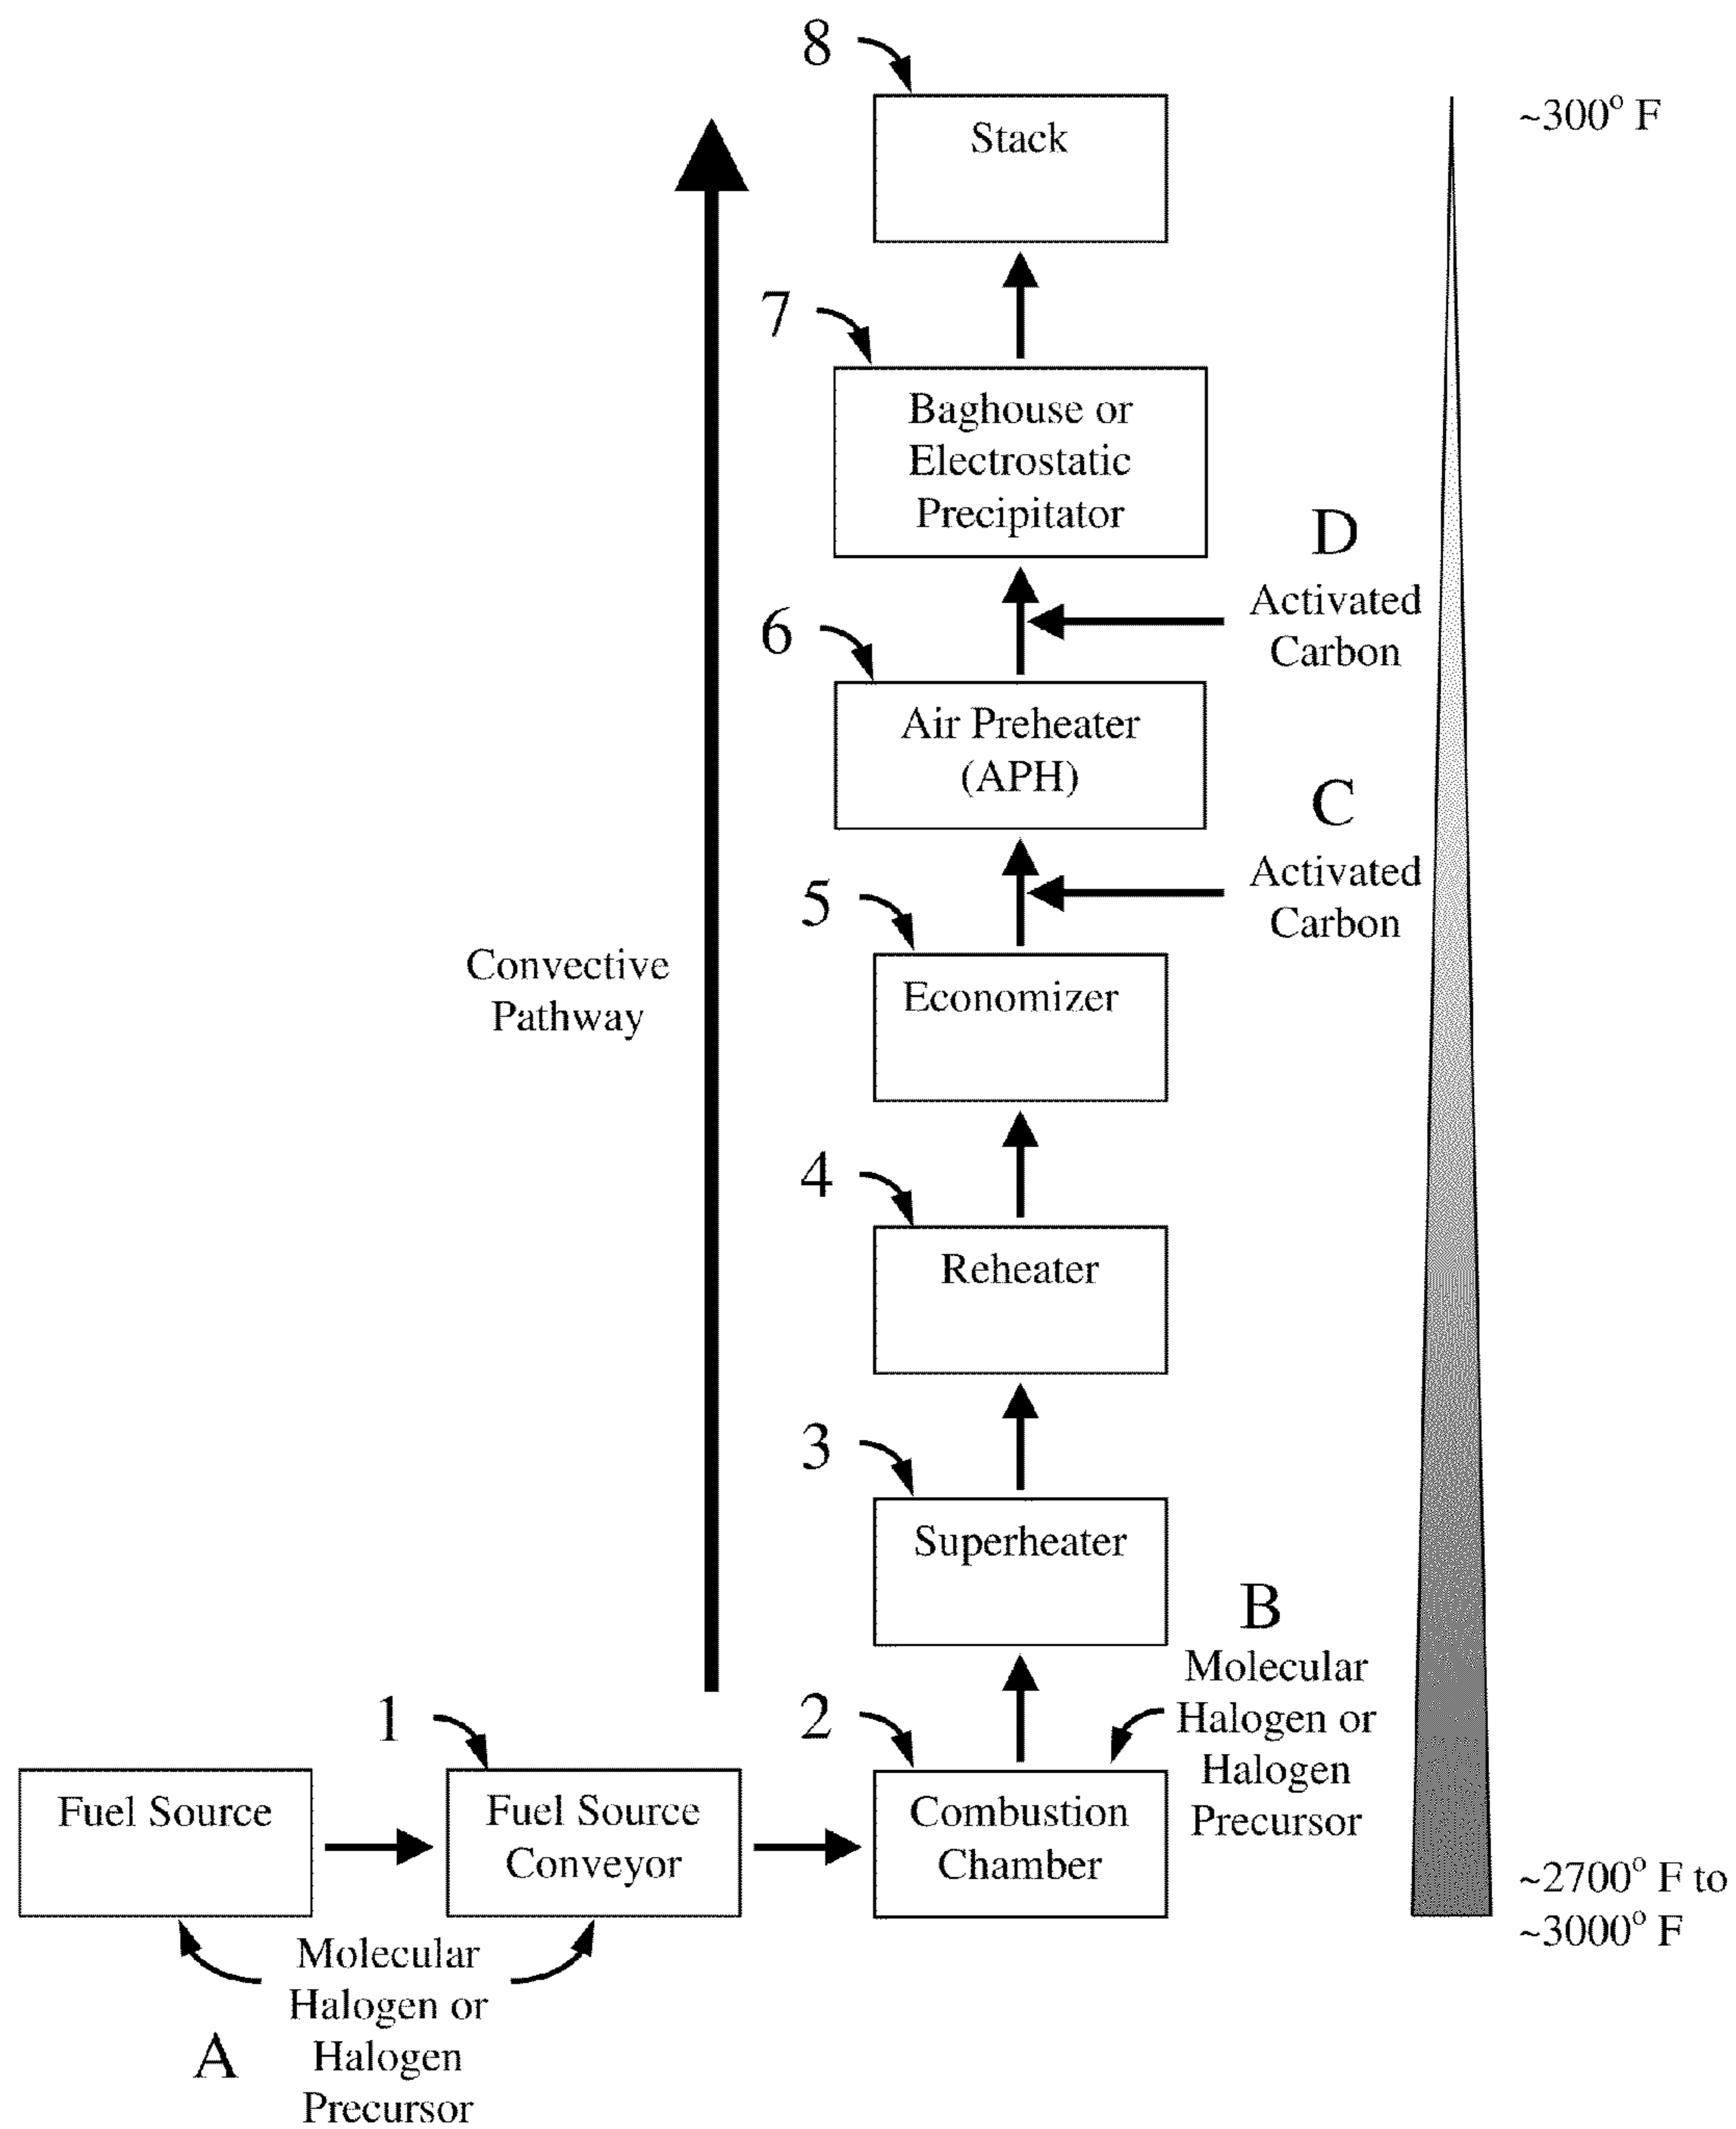 8
Stack
~300° F
7
Baghouse or
Electrostatic
Precipitator
D
Activated
Carbon
6
Air Preheater
(APH)
C
Activated
Carbon
5
Economizer
Convective
Pathway
4
Reheater
3
Superheater
B
Molecular
Halogen or
Halogen
Precursor
1
2
Fuel Source
Fuel Source
Conveyor
Combustion
Chamber
~2700° F to
~3000° F
A
Molecular
Halogen or
Halogen
Precursor